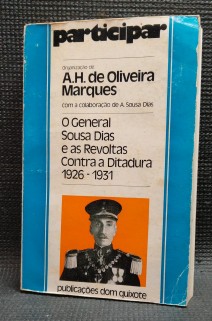 participar
Organização de
A.H. de Oliveira
Marques
com a colaboração de A. Sousa Dias
O General
Sousa Dias
e as Revoltas
Contra a Ditadura
1926 - 1931
publicações dom quixote